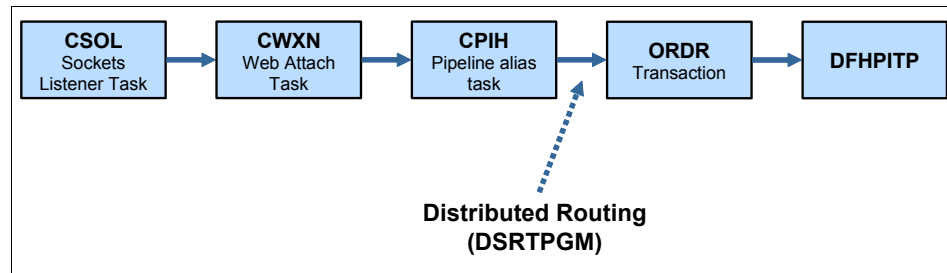 CSOL
Sockets
Listener Task
CWXN
Web Attach
Task
CPIH
Pipeline alias
task
ORDR
Transaction
DFHPITP
Distributed Routing
(DSRTPGM)